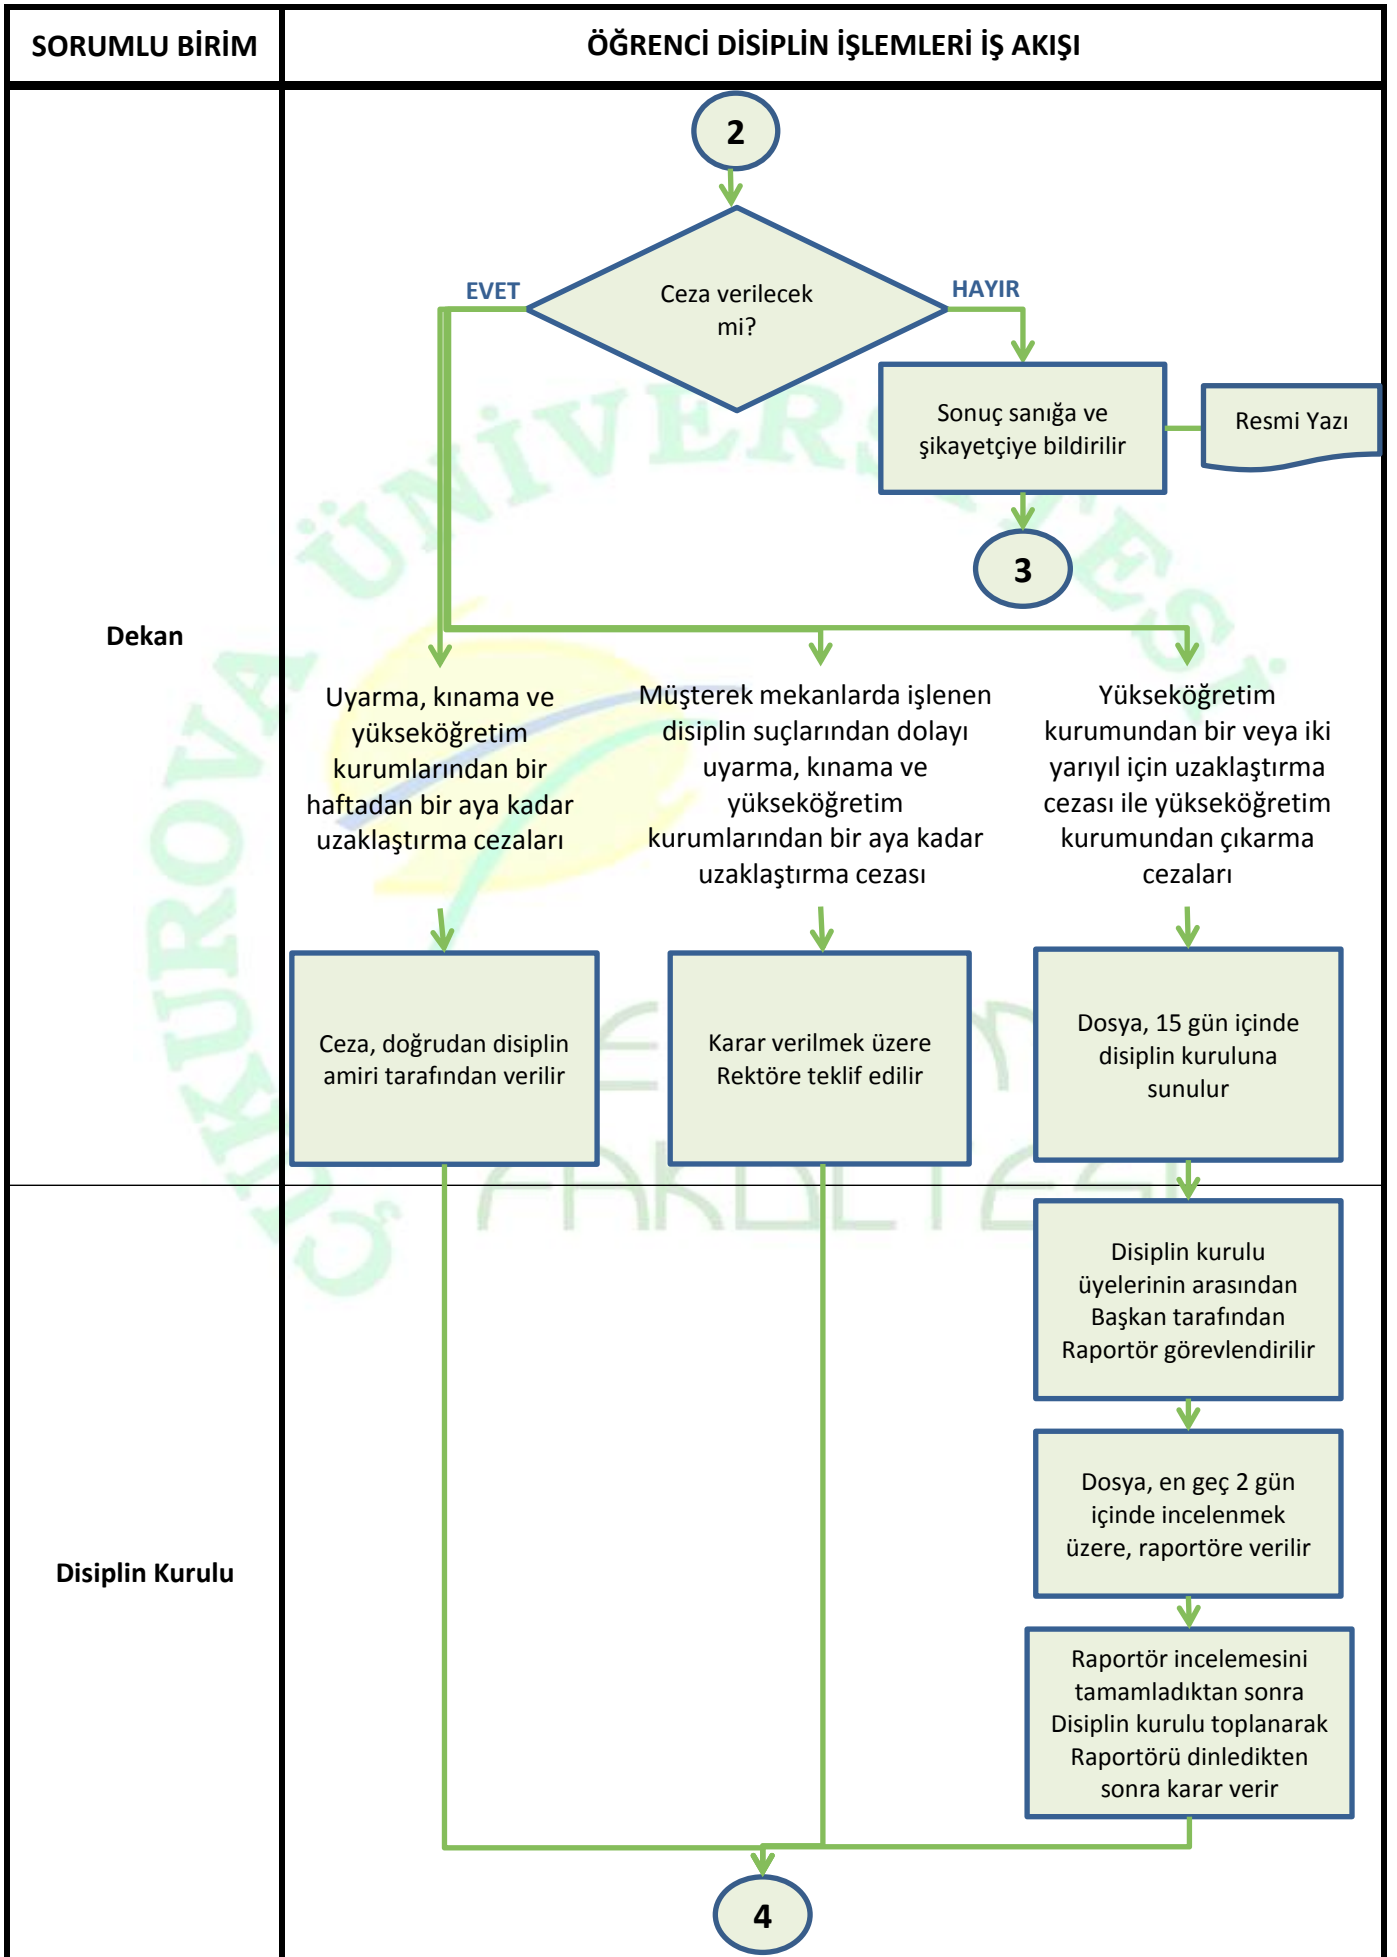 SORUMLU BİRİM
ÖĞRENCİ DİSİPLİN İŞLEMLERİ İŞ AKIŞI
2
EVET
Ceza verilecek
mi?
HAYIR
Sonuç sanığa ve
şikayetçiye bildirilir
Resmi Yazı
3
Dekan
Uyarma, kınama ve
yükseköğretim
kurumlarından bir
haftadan bir aya kadar
uzaklaştırma cezaları
Müşterek mekanlarda işlenen
disiplin suçlarından dolayı
uyarma, kınama ve
yükseköğretim
kurumlarından bir aya kadar
uzaklaştırma cezası
Yükseköğretim
kurumundan bir veya iki
yarıyıl için uzaklaştırma
cezası ile yükseköğretim
kurumundan çıkarma
cezaları
Ceza, doğrudan disiplin
amiri tarafından verilir
Karar verilmek üzere
Rektöre teklif edilir
Dosya, 15 gün içinde
disiplin kuruluna
sunulur
Disiplin kurulu
üyelerinin arasından
Başkan tarafından
Raportör görevlendirilir
Dosya, en geç 2 gün
içinde incelenmek
üzere, raportöre verilir
Disiplin Kurulu
Raportör incelemesini
tamamladıktan sonra
Disiplin kurulu toplanarak
Raportörü dinledikten
sonra karar verir
4
ÇUKUROVA ÜNİVERSİTESİ
FAKÜLTESİ